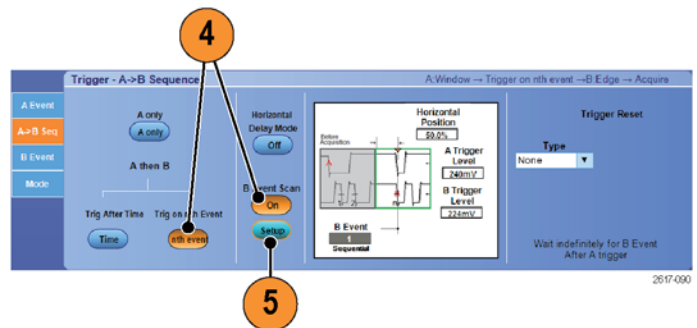 4
Trigger - A->B Sequence
A:Window → Trigger on nth event →B:Edge → Acquire
A Event
A->B Seq
B Event
Mode
A only
A only
A then B
Trig After Time
Trig on nth Event
Time
nth event
Horizontal
Delay Mode
Off
B Event Scan
On
Setup
Before
Acquisition
Horizontal
Position
50.0%
A Trigger
Level
240mV
B Trigger
Level
224mV
A
1
2
n
B Event
1
Sequential
Trigger Reset
Type
None
Wait indefinitely for B Event
After A trigger
2617-090
5